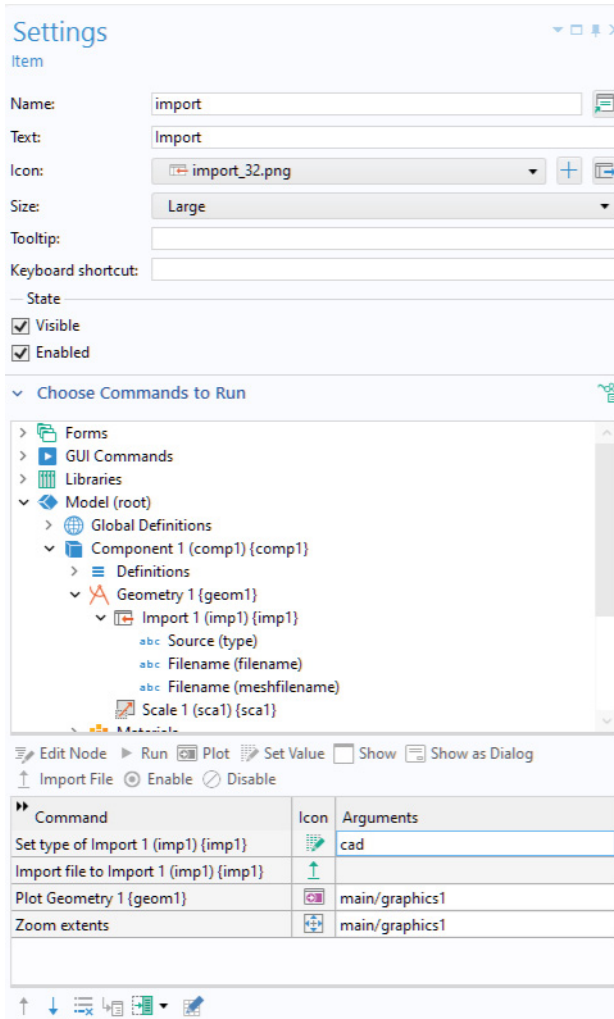 Settings
Item
Name: import
Text: Import
Icon: import_32.png
Size: Large
Tooltip:
Keyboard shortcut:
State
Visible
Enabled
Choose Commands to Run
Forms
GUI Commands
Libraries
Model (root)
Global Definitions
Component 1 (comp1) {comp1}
Definitions
Geometry 1 {geom1}
Import 1 (imp1) {imp1}
abc Source (type)
abc Filename (filename)
abc Filename (meshfilename)
Scale 1 (sca1) {sca1}
Materials
Edit Node Run Plot Set Value Show Show as Dialog
Import File Enable Disable
Command Icon Arguments
Set type of Import 1 (imp1) {imp1} cad
Import file to Import 1 (imp1) {imp1}
Plot Geometry 1 {geom1} main/graphics1
Zoom extents main/graphics1